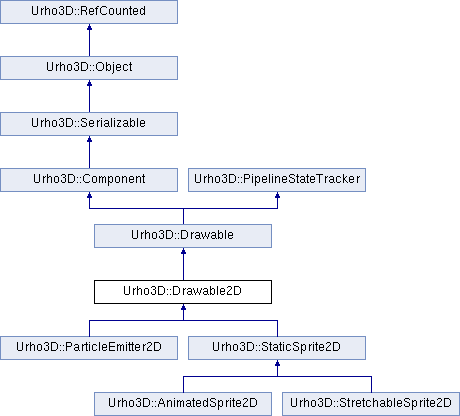 Urho3D::RefCounted
Urho3D::Object
Urho3D::Serializable
Urho3D::Component
Urho3D::PipelineStateTracker
Urho3D::Drawable
Urho3D::Drawable2D
Urho3D::ParticleEmitter2D
Urho3D::StaticSprite2D
Urho3D::AnimatedSprite2D
Urho3D::StretchableSprite2D